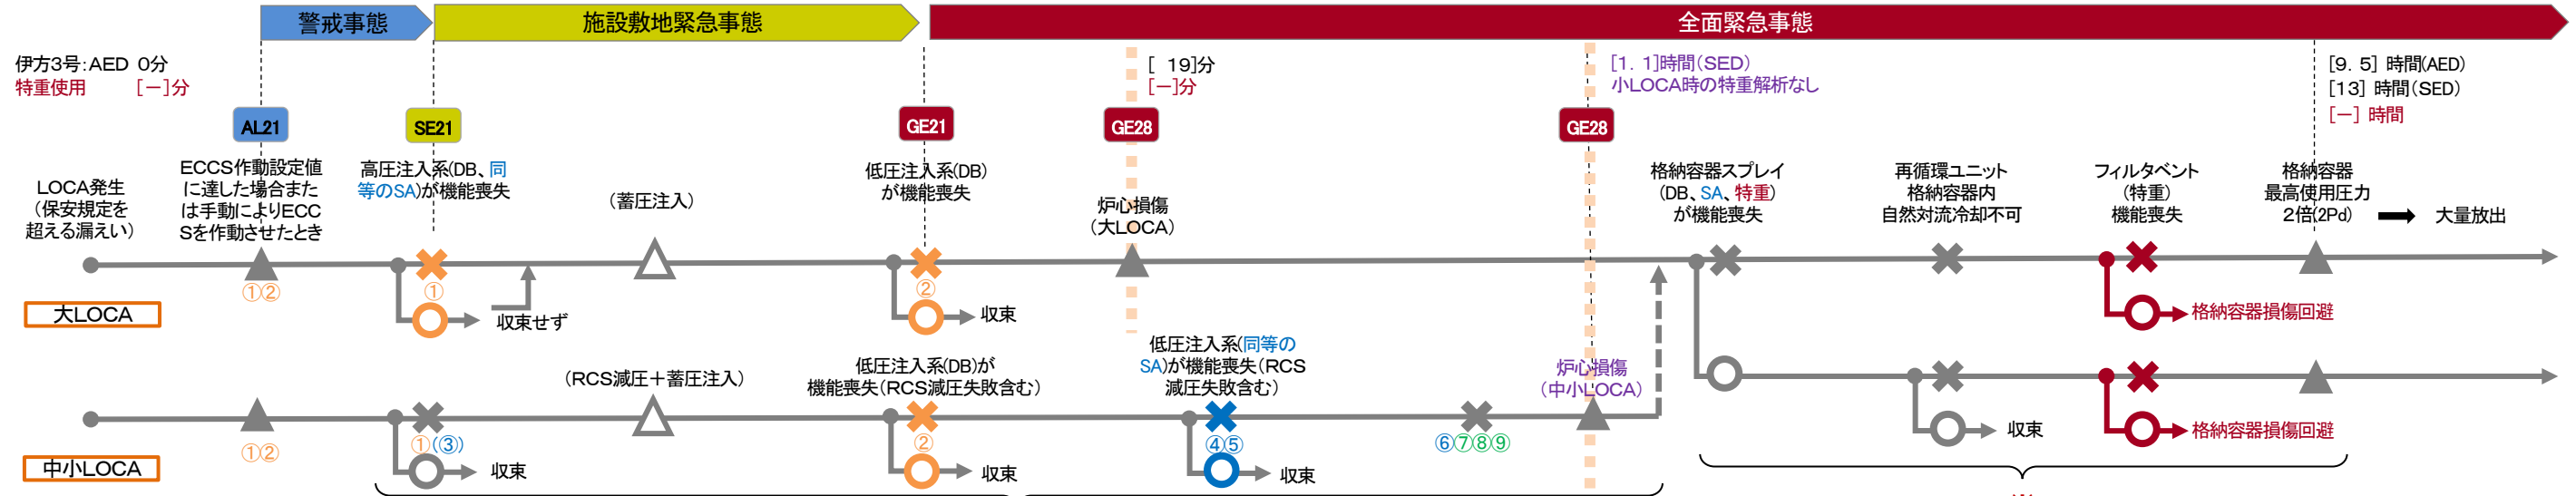 警戒事態
施設敷地緊急事態
全面緊急事態
伊方3号:AED 0分
特重使用 [－]分
[ 19]分
[－]分
[1. 1]時間(SED)
小LOCA時の特重解析なし
[9. 5] 時間(AED)
[13] 時間(SED)
[－] 時間
AL21
SE21
GE21
GE28
GE28
LOCA発生
(保安規定を
超える漏えい)
ECCS作動設定値
に達した場合また
は手動によりECC
Sを作動させたとき
高圧注入系(DB、同
等のSA)が機能喪失
(蓄圧注入)
低圧注入系(DB)
が機能喪失
炉心損傷
(大LOCA)
格納容器スプレイ
(DB、SA、特重)
が機能喪失
再循環ユニット
格納容器内
自然対流冷却不可
フィルタベント
(特重)
機能喪失
格納容器
最高使用圧力
2倍(2Pd)
大量放出
①②
①
②
大LOCA
収束せず
収束
格納容器損傷回避
(RCS減圧＋蓄圧注入)
低圧注入系(DB)が
機能喪失(RCS減圧失敗含む)
低圧注入系(同等の
SA)が機能喪失(RCS
減圧失敗含む)
炉心損傷
(中小LOCA)
①②
①(③)
②
④⑤
⑥⑦⑧⑨
中小LOCA
収束
収束
収束
収束
格納容器損傷回避